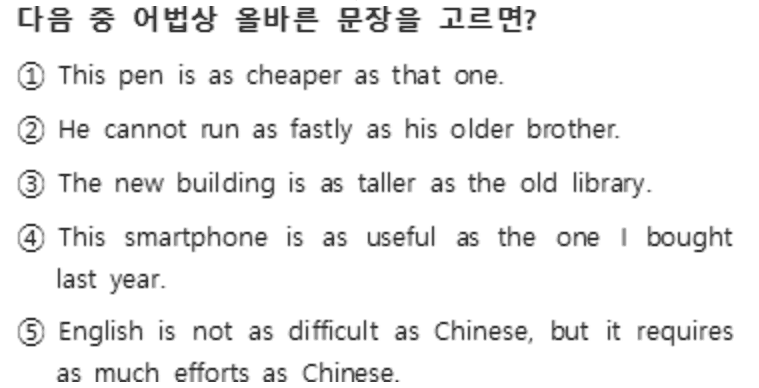 다음 중 어법상 올바른 문장을 고르면?
① This pen is as cheaper as that one.
② He cannot run as fastly as his older brother.
③ The new building is as taller as the old library.
④ This smartphone is as useful as the one I bought
last year.
⑤ English is not as difficult as Chinese, but it requires
as much efforts as Chinese.